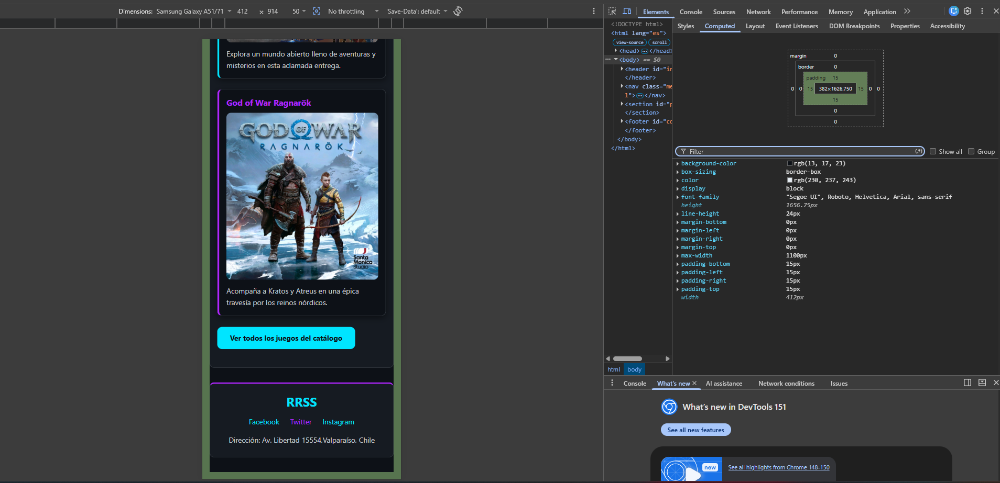 Dimensions: Samsung Galaxy A51/71 412 × 914 50 No throttling 'Save-Data': default
Elements Console Sources Network Performance Memory Application
Explora un mundo abierto lleno de aventuras y
misterios en esta aclamada entrega.
God of War Ragnarök
GOD OF WAR
RAGNARÖK
Santa
Monica
Studio
Acompaña a Kratos y Atreus en una épica
travesía por los reinos nórdicos.
Ver todos los juegos del catálogo
RRSS
Facebook Twitter Instagram
Dirección: Av. Libertad 15554,Valparaíso, Chile
<!DOCTYPE html>
<html lang="es">
view-source scroll
<head> </head>
<body> == $0
<header id="in
</header>
<nav class="me
l"> </nav>
<section id="p
</section>
<footer id="co
</footer>
</body>
</html>
html body
Styles Computed Layout Event Listeners DOM Breakpoints Properties Accessibility
margin 0
border 0
padding 15
0 0 15 382×1626.750 15 0 0
15
0
0
Filter (.*) Show all Group
background-color rgb(13, 17, 23)
box-sizing border-box
color rgb(230, 237, 243)
display block
font-family "Segoe UI", Roboto, Helvetica, Arial, sans-serif
height 1656.75px
line-height 24px
margin-bottom 0px
margin-left 0px
margin-right 0px
margin-top 0px
max-width 1100px
padding-bottom 15px
padding-left 15px
padding-right 15px
padding-top 15px
width 412px
Console What's new AI assistance Network conditions Issues
What's new in DevTools 151
See all new features
new
See all highlights from Chrome 148-150